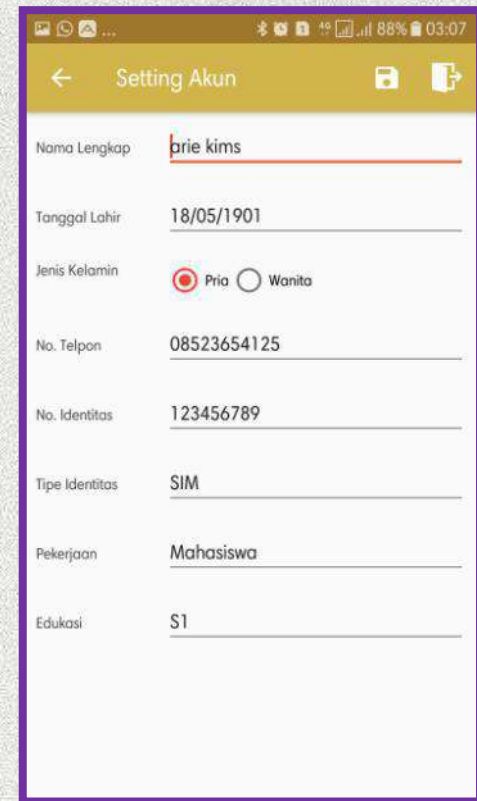 ... 4G 88% 03:07
Setting Akun
Nama Lengkap arie kims
Tanggal Lahir 18/05/1901
Jenis Kelamin Pria Wanita
No. Telpon 08523654125
No. Identitas 123456789
Tipe Identitas SIM
Pekerjaan Mahasiswa
Edukasi S1